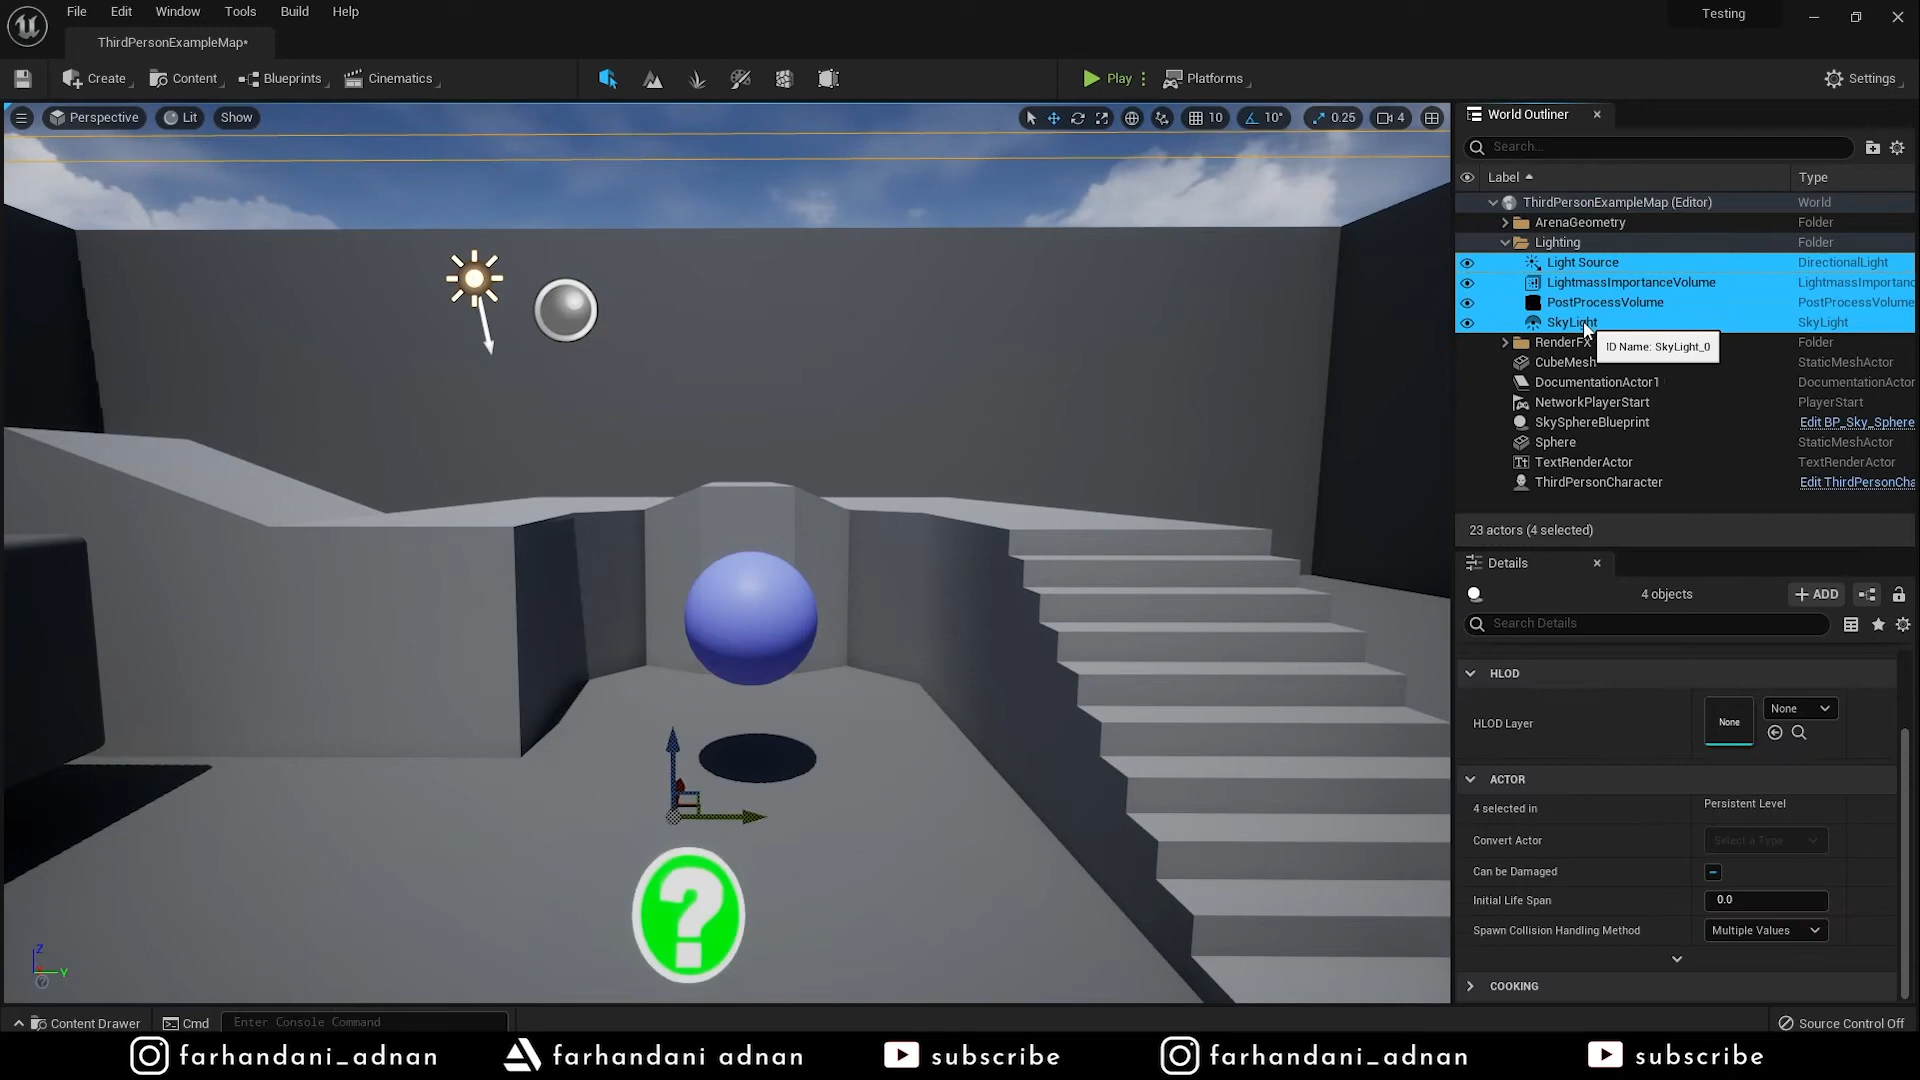 File Edit Window Tools Build Help
Testing
ThirdPersonExampleMap*
Create Content Blueprints Cinematics
Play Platforms
Settings
Perspective Lit Show
10 10° 0.25 4
World Outliner
Search...
Label Type
ThirdPersonExampleMap (Editor) World
ArenaGeometry Folder
Lighting Folder
Light Source DirectionalLight
LightmassImportanceVolume LightmassImportanc
PostProcessVolume PostProcessVolume
SkyLight SkyLight
ID Name: SkyLight_0
RenderFX Folder
CubeMesh StaticMeshActor
DocumentationActor1 DocumentationActor
NetworkPlayerStart PlayerStart
SkySphereBlueprint Edit BP_Sky_Sphere
Sphere StaticMeshActor
TextRenderActor TextRenderActor
ThirdPersonCharacter Edit ThirdPersonCha
23 actors (4 selected)
Details
4 objects
ADD
Search Details
HLOD
HLOD Layer
None
None
ACTOR
4 selected in Persistent Level
Convert Actor Select a Type
Can be Damaged
Initial Life Span 0.0
Spawn Collision Handling Method Multiple Values
COOKING
?
Z
Y
Content Drawer Cmd Enter Console Command
Source Control Off
farhandani_adnan farhandani adnan subscribe farhandani_adnan subscribe